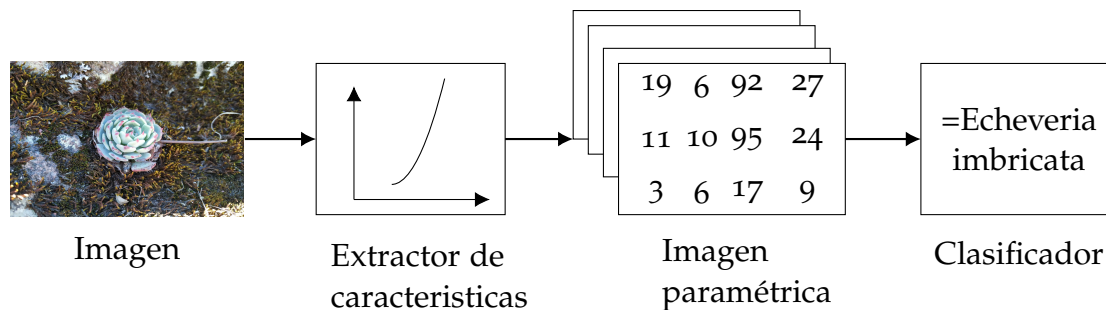 19 6 92 27
11 10 95 24
3 6 17 9
=Echeveria
imbricata
Imagen
Extractor de
caracteristicas
Imagen
paramétrica
Clasificador